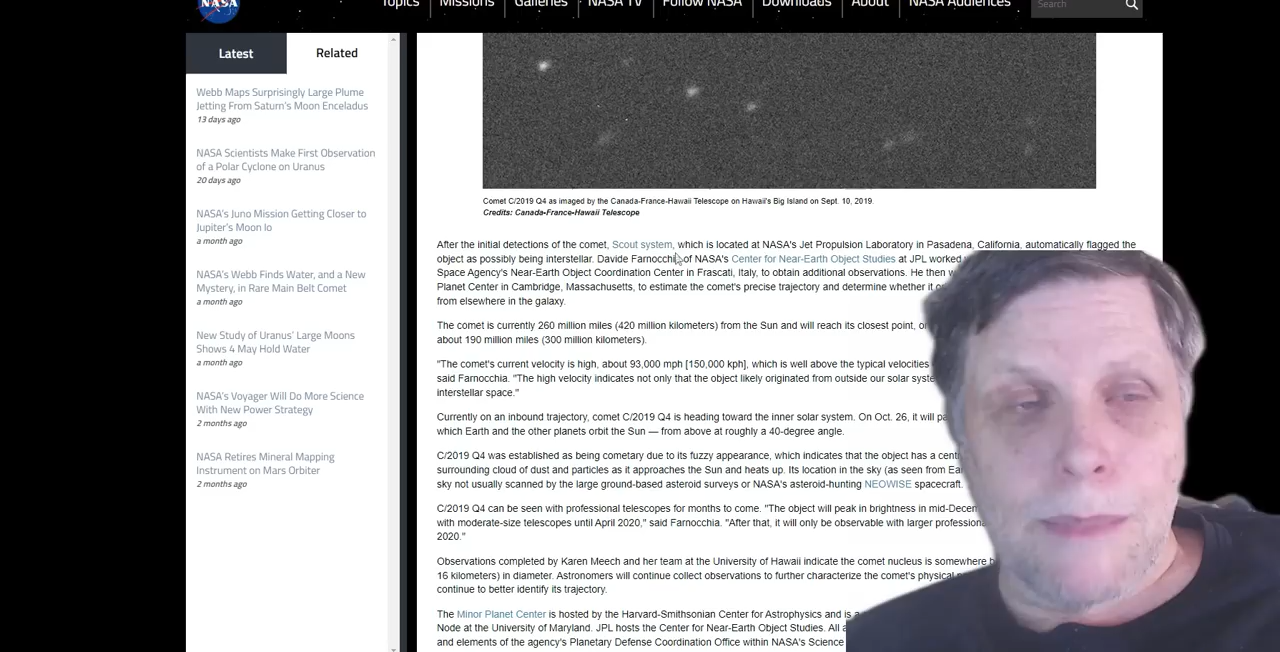 NASA
Topics Missions Galleries NASA TV Follow NASA Downloads About NASA Audiences Search
Latest Related
Webb Maps Surprisingly Large Plume
Jetting From Saturn's Moon Enceladus
13 days ago
NASA Scientists Make First Observation
of a Polar Cyclone on Uranus
20 days ago
NASA's Juno Mission Getting Closer to
Jupiter's Moon Io
a month ago
NASA's Webb Finds Water, and a New
Mystery, in Rare Main Belt Comet
a month ago
New Study of Uranus' Large Moons
Shows 4 May Hold Water
a month ago
NASA's Voyager Will Do More Science
With New Power Strategy
2 months ago
NASA Retires Mineral Mapping
Instrument on Mars Orbiter
2 months ago
Comet C/2019 Q4 as imaged by the Canada-France-Hawaii Telescope on Hawaii's Big Island on Sept. 10, 2019.
Credits: Canada-France-Hawaii Telescope
After the initial detections of the comet, Scout system, which is located at NASA's Jet Propulsion Laboratory in Pasadena, California, automatically flagged the
object as possibly being interstellar. Davide Farnocchia of NASA's Center for Near-Earth Object Studies at JPL worked
Space Agency's Near-Earth Object Coordination Center in Frascati, Italy, to obtain additional observations. He then
Planet Center in Cambridge, Massachusetts, to estimate the comet's precise trajectory and determine whether it
from elsewhere in the galaxy.
The comet is currently 260 million miles (420 million kilometers) from the Sun and will reach its closest point,
about 190 million miles (300 million kilometers).
"The comet's current velocity is high, about 93,000 mph [150,000 kph], which is well above the typical velocities
said Farnocchia. "The high velocity indicates not only that the object likely originated from outside our solar
interstellar space."
Currently on an inbound trajectory, comet C/2019 Q4 is heading toward the inner solar system. On Oct. 26, it will
which Earth and the other planets orbit the Sun — from above at roughly a 40-degree angle.
C/2019 Q4 was established as being cometary due to its fuzzy appearance, which indicates that the object has a
surrounding cloud of dust and particles as it approaches the Sun and heats up. Its location in the sky (as seen from
sky not usually scanned by the large ground-based asteroid surveys or NASA's asteroid-hunting NEOWISE spacecraft.
C/2019 Q4 can be seen with professional telescopes for months to come. "The object will peak in brightness in
with moderate-size telescopes until April 2020," said Farnocchia. "After that, it will only be observable with larger
2020."
Observations completed by Karen Meech and her team at the University of Hawaii indicate the comet nucleus is somewhere
16 kilometers) in diameter. Astronomers will continue collect observations to further characterize the comet's physical
continue to better identify its trajectory.
The Minor Planet Center is hosted by the Harvard-Smithsonian Center for Astrophysics and is a
Node at the University of Maryland. JPL hosts the Center for Near-Earth Object Studies. All
and elements of the agency's Planetary Defense Coordination Office within NASA's Science